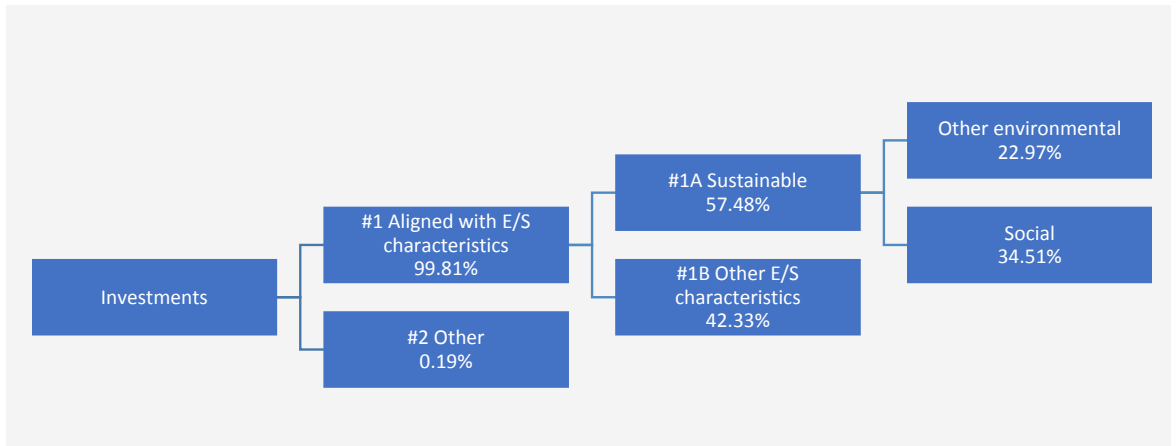 Investments
#1 Aligned with E/S
characteristics
99.81%
#2 Other
0.19%
#1A Sustainable
57.48%
#1B Other E/S
characteristics
42.33%
Other environmental
22.97%
Social
34.51%